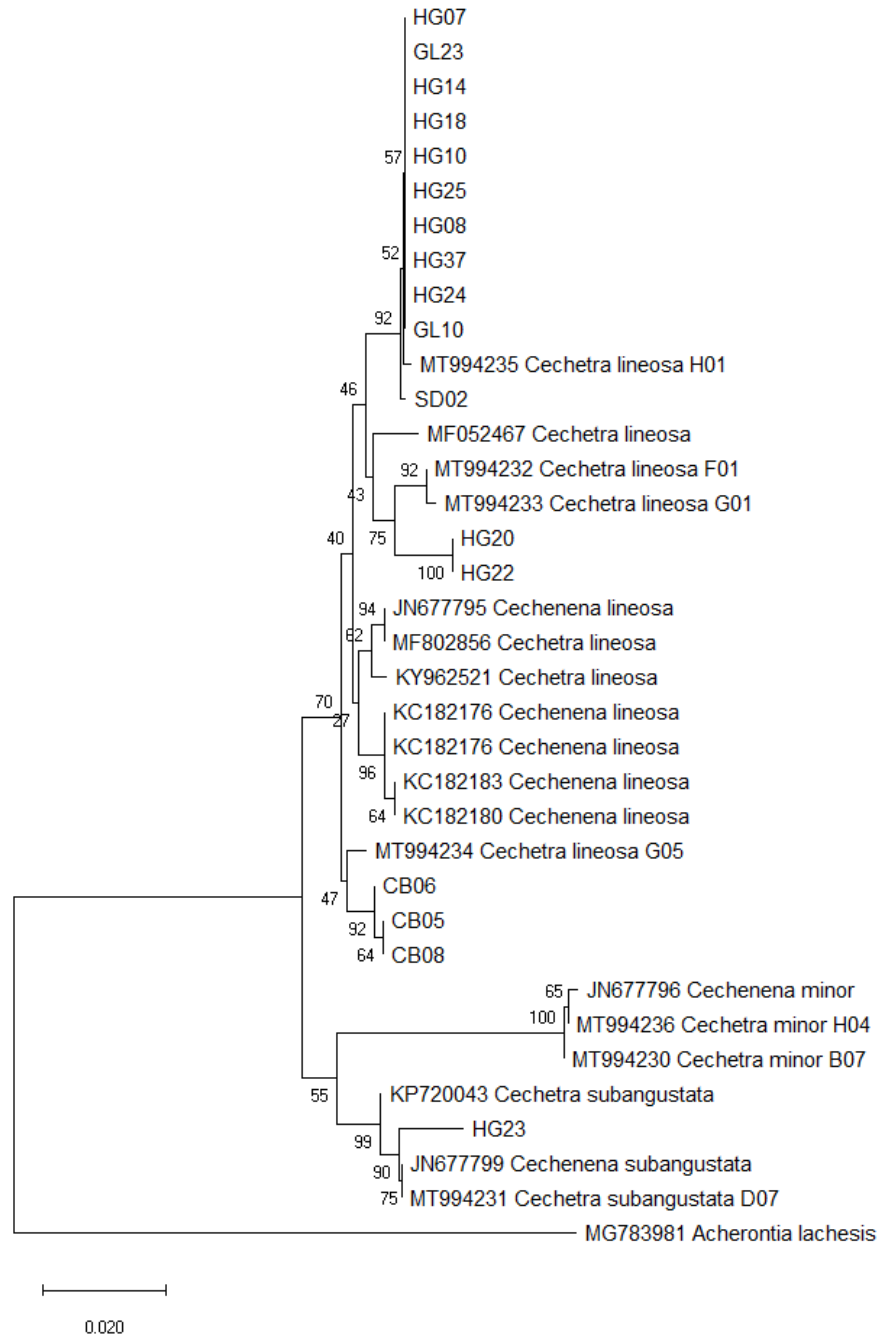 HG07
GL23
HG14
HG18
57
HG10
HG25
HG08
52
HG37
HG24
92
GL10
MT994235 Cechetra lineosa H01
46
SD02
MF052467 Cechetra lineosa
92
MT994232 Cechetra lineosa F01
43
MT994233 Cechetra lineosa G01
40
75
HG20
100
HG22
94
JN677795 Cechenena lineosa
62
MF802856 Cechetra lineosa
KY962521 Cechetra lineosa
70
27
KC182176 Cechenena lineosa
KC182176 Cechenena lineosa
96
KC182183 Cechenena lineosa
64
KC182180 Cechenena lineosa
MT994234 Cechetra lineosa G05
47
CB06
92
CB05
64
CB08
65
JN677796 Cechenena minor
100
MT994236 Cechetra minor H04
MT994230 Cechetra minor B07
55
KP720043 Cechetra subangustata
99
HG23
90
JN677799 Cechenena subangustata
75
MT994231 Cechetra subangustata D07
MG783981 Acherontia lachesis
0.020